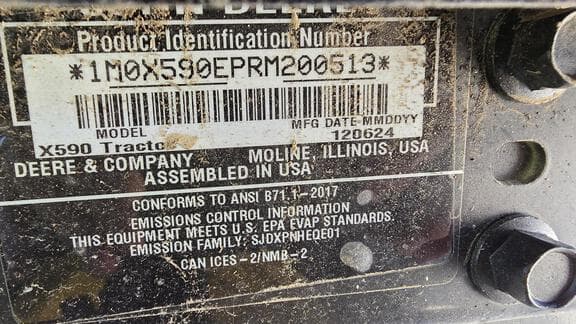 DEERE
Product Identification Number
*1M0X590EPRM200513*
MODEL MFG DATE-MMDDYY
X590 Tractor 120624
DEERE & COMPANY MOLINE, ILLINOIS, USA
ASSEMBLED IN USA
CONFORMS TO ANSI B71.1-2017
EMISSIONS CONTROL INFORMATION
THIS EQUIPMENT MEETS U.S. EPA EVAP STANDARDS.
EMISSION FAMILY: SJDXPNHEQE01
CAN ICES-2/NMB-2